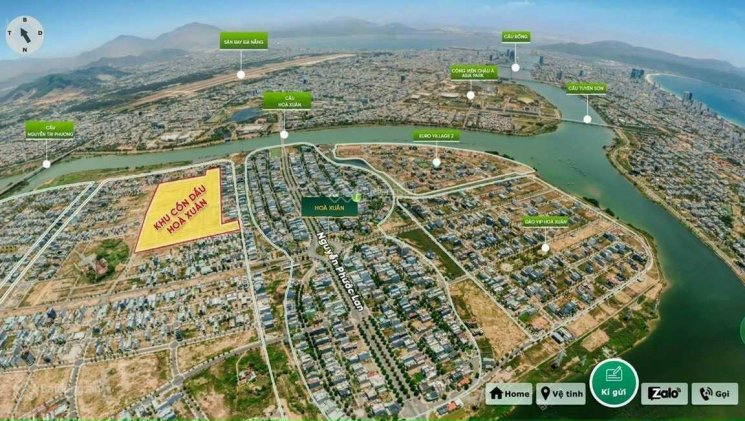 B
T
D
N
SÂN BAY ĐÀ NẴNG
CẦU RỒNG
CÔNG VIÊN CHÂU Á
ASIA PARK
CẦU TUYÊN SƠN
CẦU
HOÀ XUÂN
CẦU
NGUYỄN TRI PHƯƠNG
EURO VILLAGE 2
KHU CỒN DẦU
HOÀ XUÂN
HOÀ XUÂN
ĐẢO VIP HOÀ XUÂN
Nguyễn Phước Lan
Home
Vệ tinh
Kí gửi
Zalo
Gọi